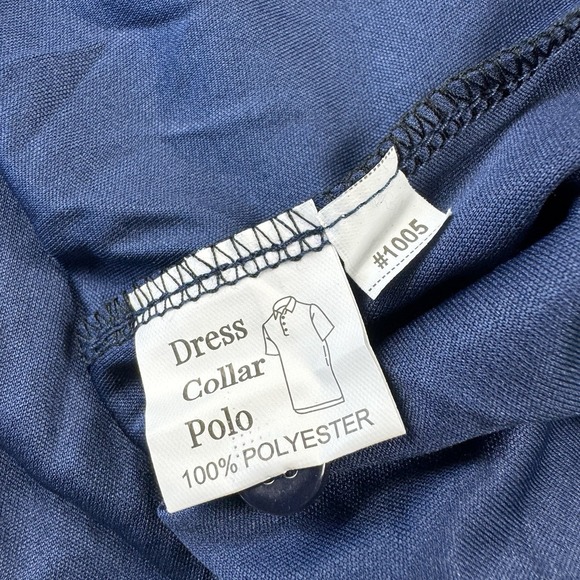 #1005
Dress
Collar
Polo
100% POLYESTER